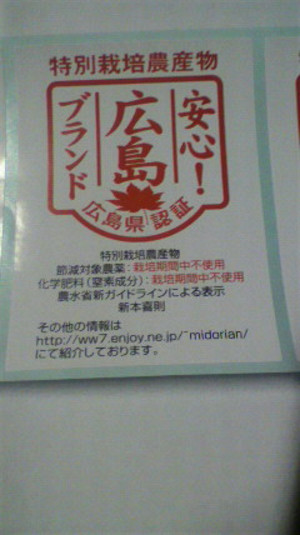 特別栽培農産物
安心!
広島
ブランド
広島県認証
特別栽培農産物
節減対象農薬:栽培期間中不使用
化学肥料(窒素成分):栽培期間中不使用
農水省新ガイドラインによる表示
新本喜則
その他の情報は
http://ww7.enjoy.ne.jp/~midorian/
にて紹介しております。